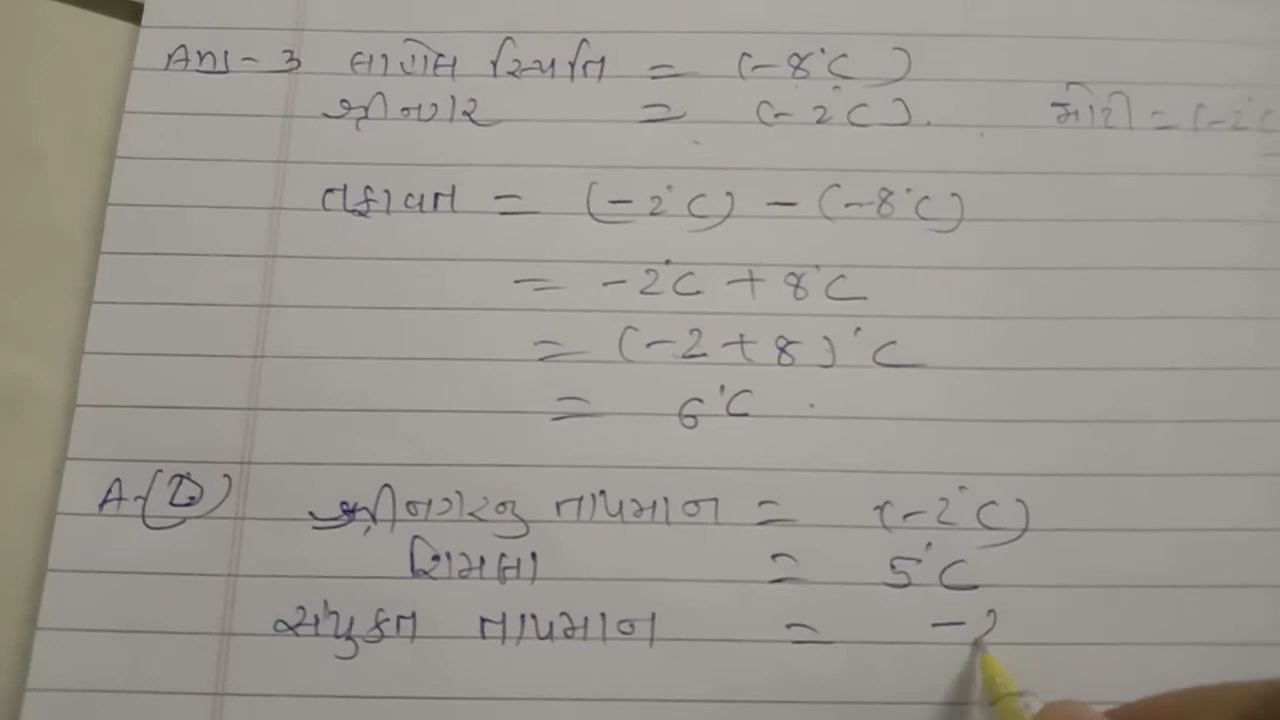 Ans - 3 લાગેલ સ્થિતિ = (-8°C)
શ્રીનગર = (-2°C).
તફાવત = (-2°C) - (-8°C)
= -2°C + 8°C
= (-2+8)°C
= 6°C .
A-(D) શ્રીનગરનુ તાપમાન = (-2°C)
શિમલા = 5°C
સંયુક્ત તાપમાન = -2